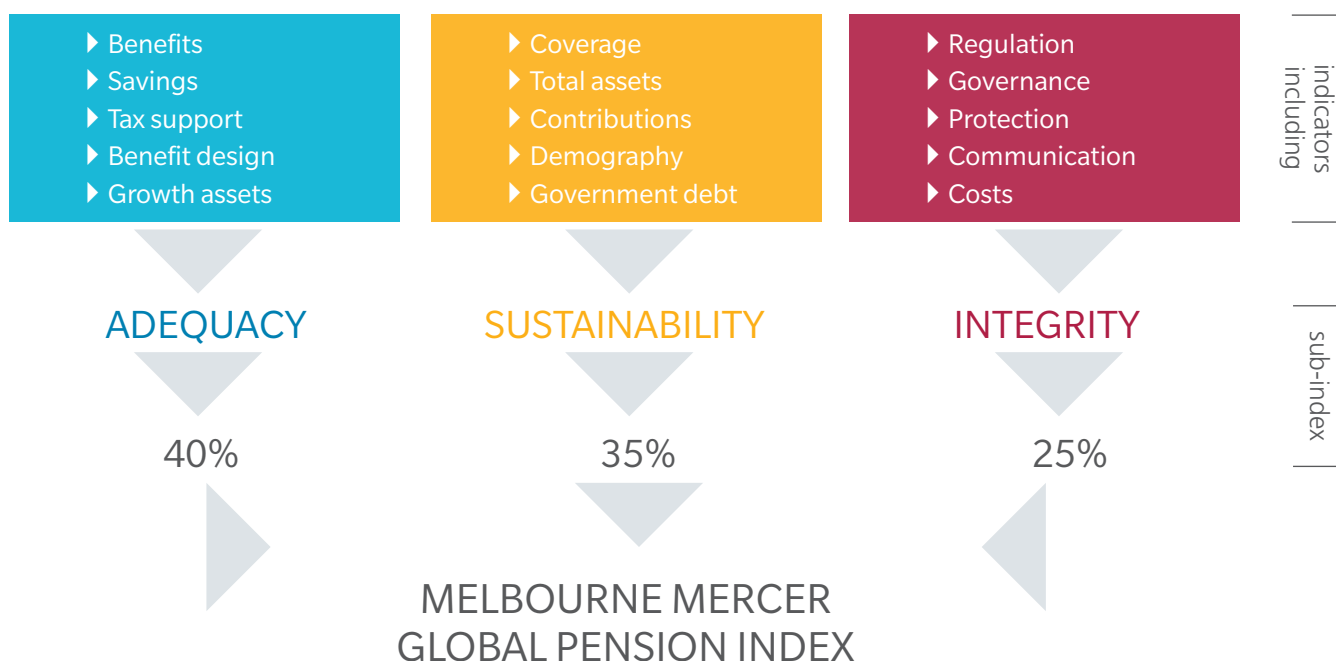 Benefits
Savings
Tax support
Benefit design
Growth assets
Coverage
Total assets
Contributions
Demography
Government debt
Regulation
Governance
Protection
Communication
Costs
indicators
including
ADEQUACY
SUSTAINABILITY
INTEGRITY
sub-index
40%
35%
25%
MELBOURNE MERCER
GLOBAL PENSION INDEX